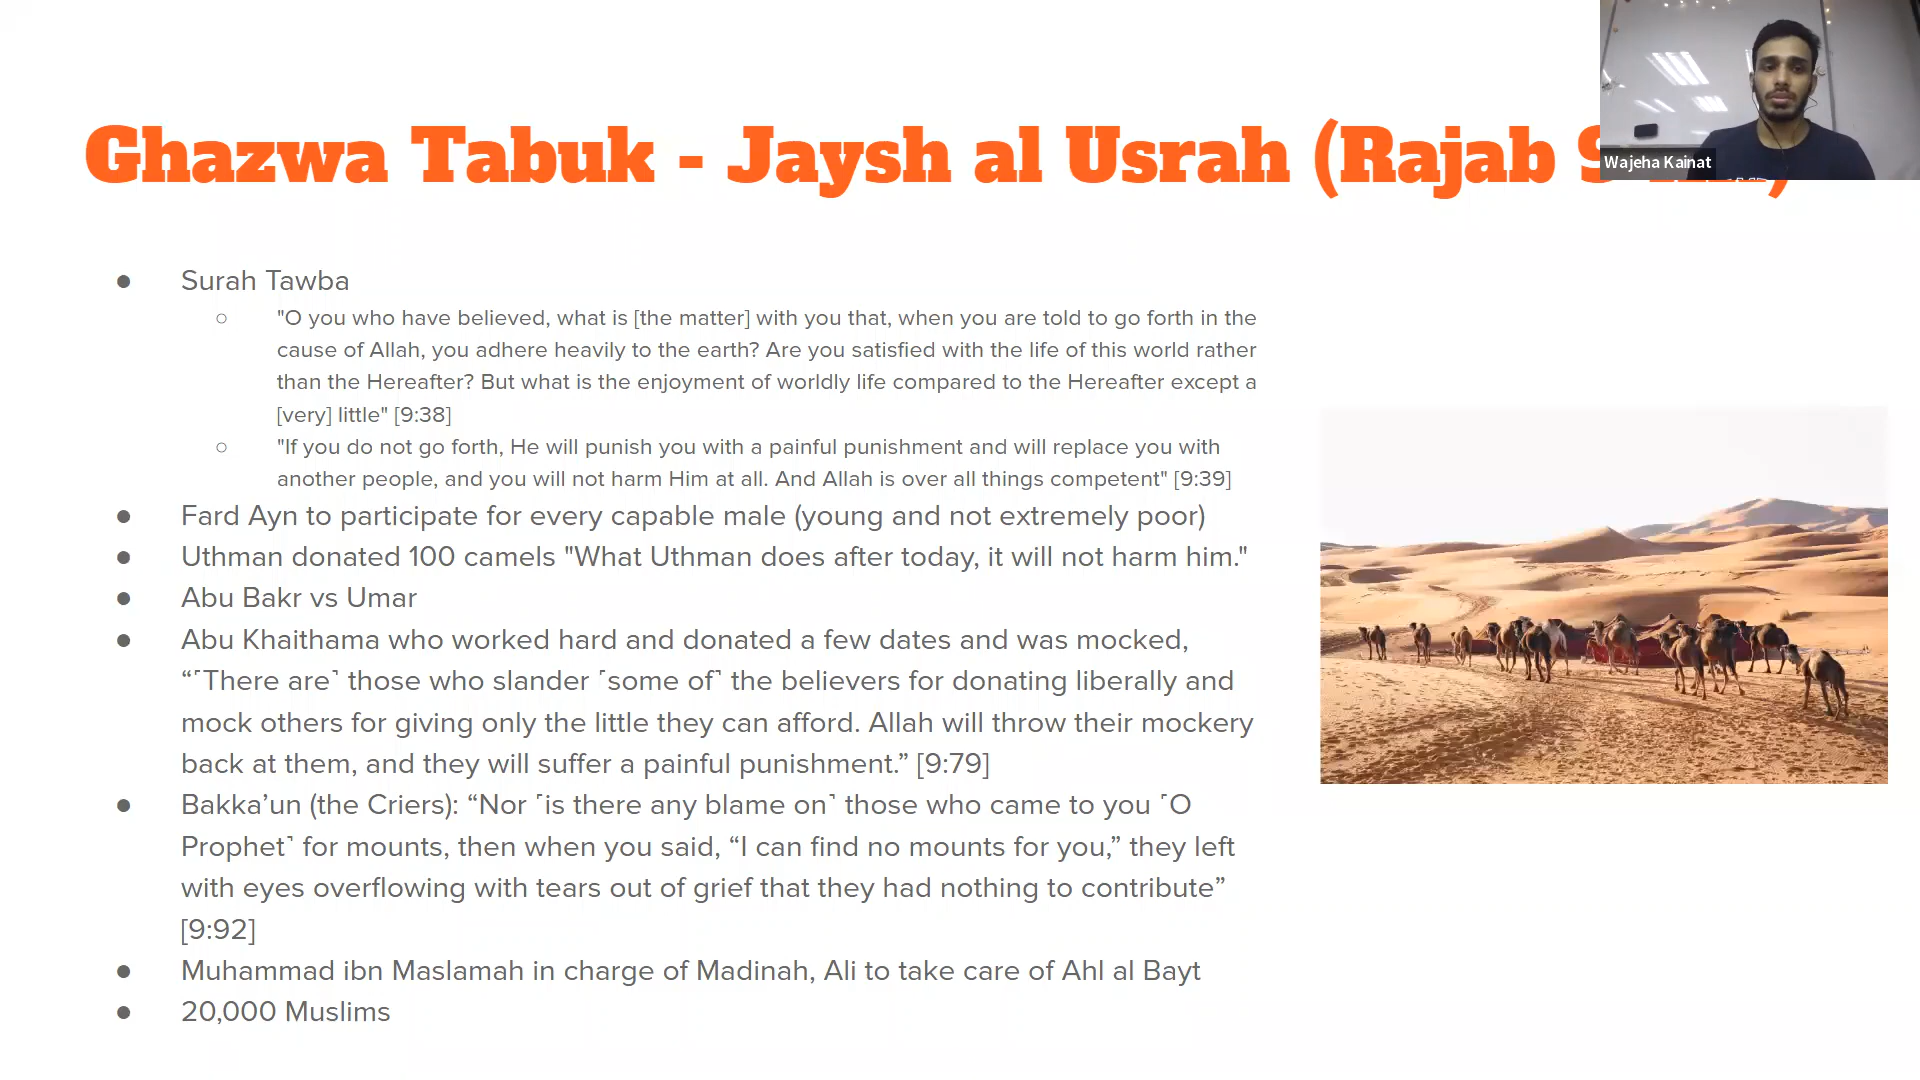 Ghazwa Tabuk - Jaysh al Usrah (Rajab 9
Wajeha Kainat
● Surah Tawba
○ "O you who have believed, what is [the matter] with you that, when you are told to go forth in the
cause of Allah, you adhere heavily to the earth? Are you satisfied with the life of this world rather
than the Hereafter? But what is the enjoyment of worldly life compared to the Hereafter except a
[very] little" [9:38]
○ "If you do not go forth, He will punish you with a painful punishment and will replace you with
another people, and you will not harm Him at all. And Allah is over all things competent" [9:39]
● Fard Ayn to participate for every capable male (young and not extremely poor)
● Uthman donated 100 camels "What Uthman does after today, it will not harm him."
● Abu Bakr vs Umar
● Abu Khaithama who worked hard and donated a few dates and was mocked,
“˹There are˺ those who slander ˹some of˺ the believers for donating liberally and
mock others for giving only the little they can afford. Allah will throw their mockery
back at them, and they will suffer a painful punishment.” [9:79]
● Bakka’un (the Criers): “Nor ˹is there any blame on˺ those who came to you ˹O
Prophet˺ for mounts, then when you said, “I can find no mounts for you,” they left
with eyes overflowing with tears out of grief that they had nothing to contribute”
[9:92]
● Muhammad ibn Maslamah in charge of Madinah, Ali to take care of Ahl al Bayt
● 20,000 Muslims